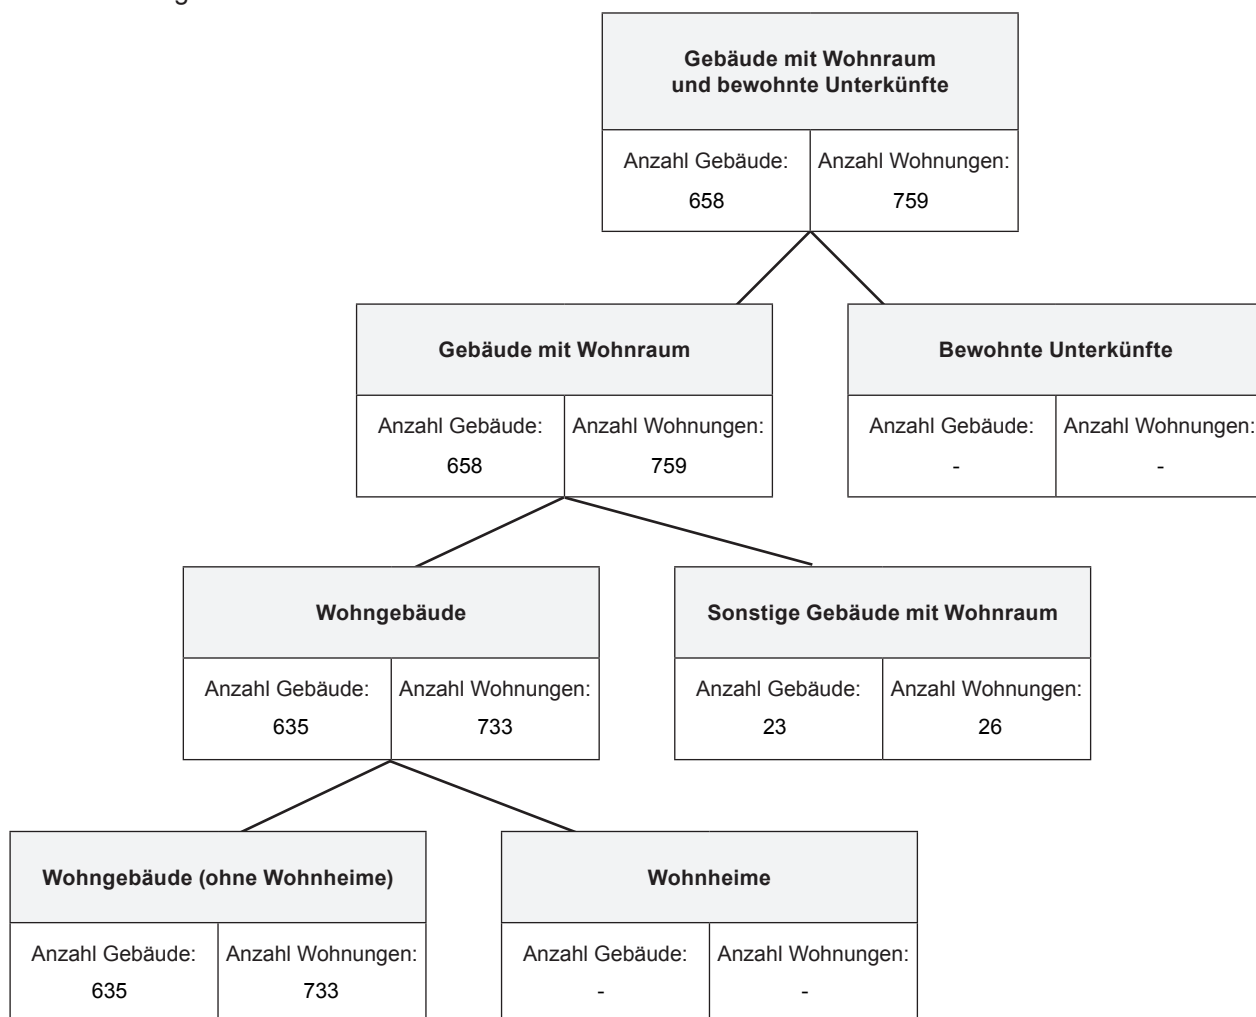 Gebäude mit Wohnraum
und bewohnte Unterkünfte
Anzahl Gebäude: Anzahl Wohnungen:
658 759
Gebäude mit Wohnraum Bewohnte Unterkünfte
Anzahl Gebäude: Anzahl Wohnungen: Anzahl Gebäude: Anzahl Wohnungen:
658 759 - -
Wohngebäude Sonstige Gebäude mit Wohnraum
Anzahl Gebäude: Anzahl Wohnungen: Anzahl Gebäude: Anzahl Wohnungen:
635 733 23 26
Wohngebäude (ohne Wohnheime) Wohnheime
Anzahl Gebäude: Anzahl Wohnungen: Anzahl Gebäude: Anzahl Wohnungen:
635 733 - -